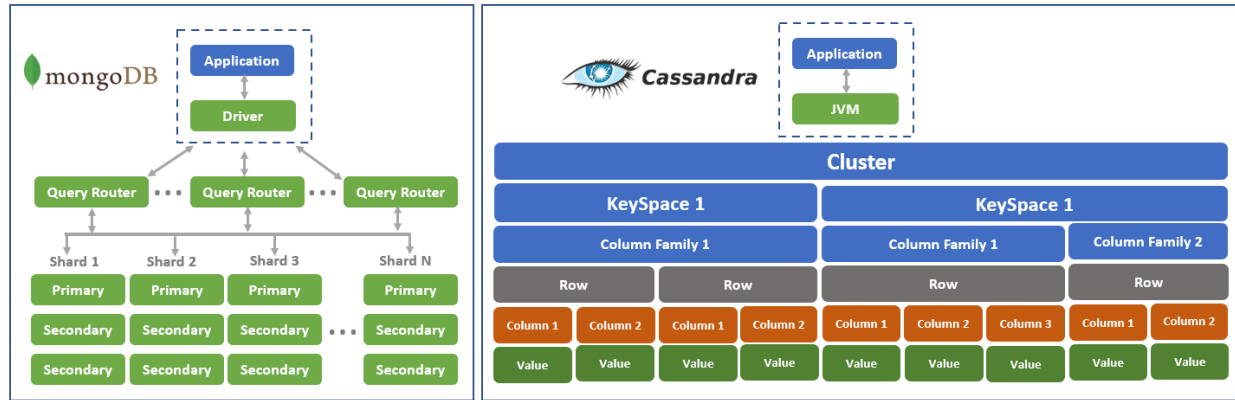 mongoDB
Application
Driver
Query Router ... Query Router ... Query Router
Shard 1 Shard 2 Shard 3 Shard N
Primary Primary Primary Primary
Secondary Secondary Secondary ... Secondary
Secondary Secondary Secondary Secondary
Cassandra
Application
JVM
Cluster
KeySpace 1 KeySpace 1
Column Family 1 Column Family 1 Column Family 2
Row Row Row Row
Column 1 Column 2 Column 1 Column 2 Column 1 Column 2 Column 3 Column 1 Column 2
Value Value Value Value Value Value Value Value Value